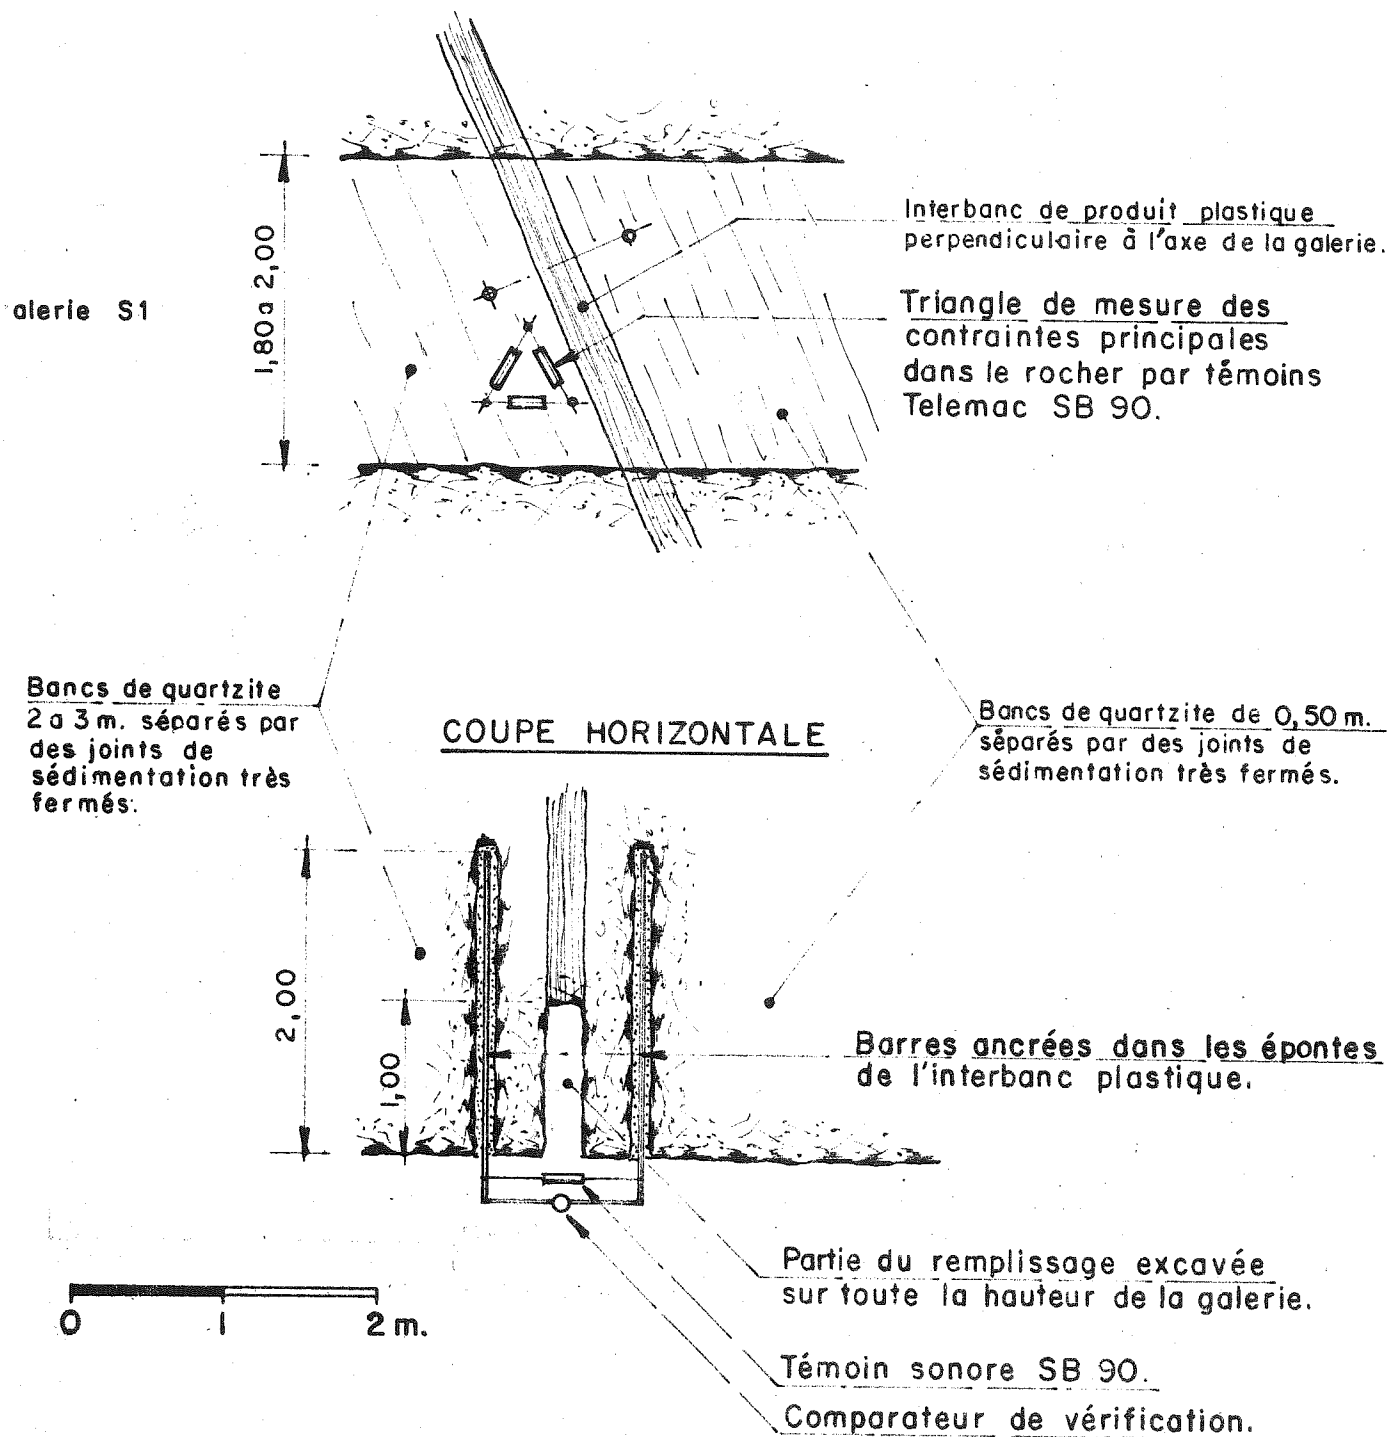 Interbanc de produit plastique
perpendiculaire à l'axe de la galerie.
alerie S1
1,80 a 2,00
Triangle de mesure des
contraintes principales
dans le rocher par témoins
Telemac SB 90.
Bancs de quartzite
2 a 3 m. séparés par
des joints de
sédimentation très
fermés.
COUPE HORIZONTALE
Bancs de quartzite de 0,50 m.
séparés par des joints de
sédimentation très fermés.
2,00
1,00
Barres ancrées dans les épontes
de l'interbanc plastique.
Partie du remplissage excavée
sur toute la hauteur de la galerie.
0 1 2 m.
Témoin sonore SB 90.
Comparateur de vérification.